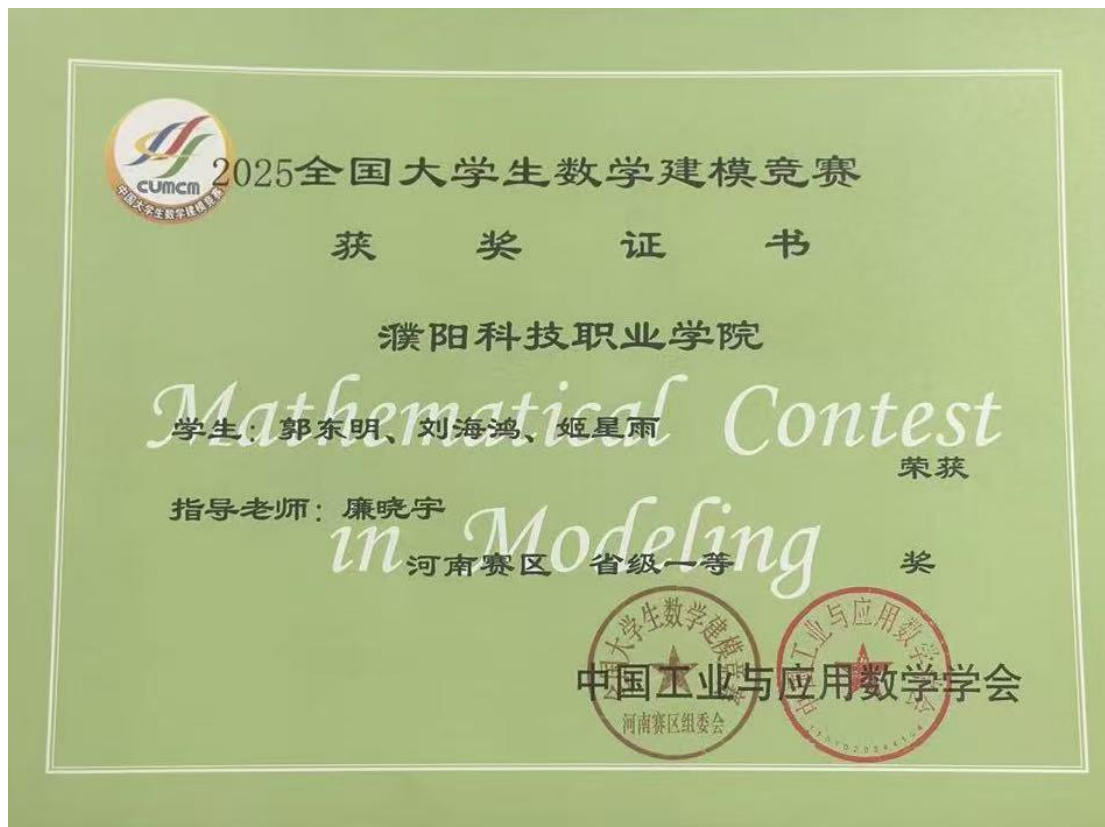 CUMCM
中国大学生数学建模竞赛
2025全国大学生数学建模竞赛
获 奖 证 书
濮阳科技职业学院
Mathematical Contest
学生：郭东明、刘海鸿、姬星雨
荣获
指导老师：廉晓宇
in Modeling
河南赛区 省级一等 奖
全国大学生数学建模竞赛
河南赛区组委会
中国工业与应用数学学会
中国工业与应用数学学会